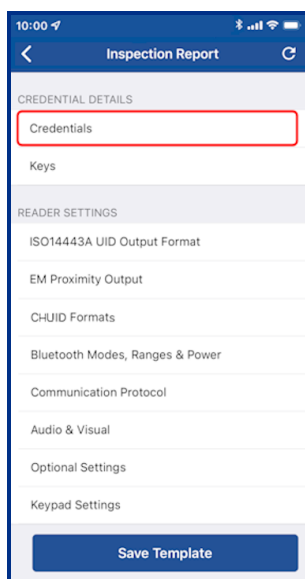 10:00
Inspection Report
CREDENTIAL DETAILS
Credentials
Keys
READER SETTINGS
ISO14443A UID Output Format
EM Proximity Output
CHUID Formats
Bluetooth Modes, Ranges & Power
Communication Protocol
Audio & Visual
Optional Settings
Keypad Settings
Save Template